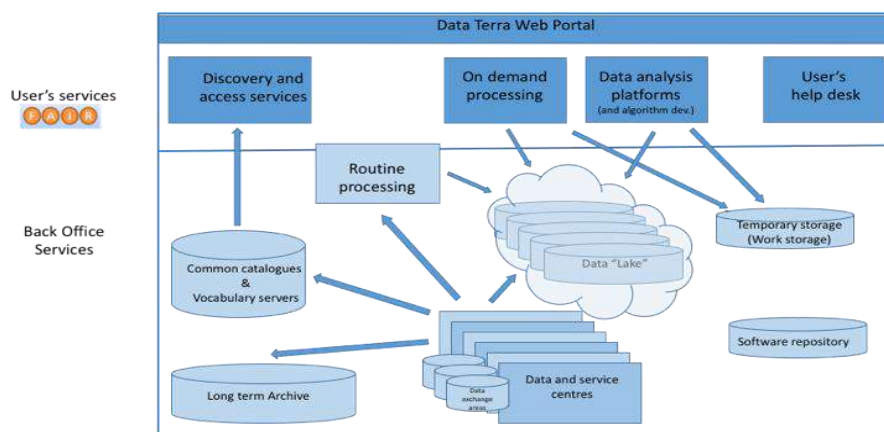 Data Terra Web Portal
Discovery and
access services
On demand
processing
Data analysis
platforms
(and algorithm dev.)
User's
help desk
User's services
F A I R
Routine
processing
Back Office
Services
Common catalogues
&
Vocabulary servers
Data "Lake"
Temporary storage
(Work storage)
Software repository
Long term Archive
Data
exchange
areas
Data and service
centres